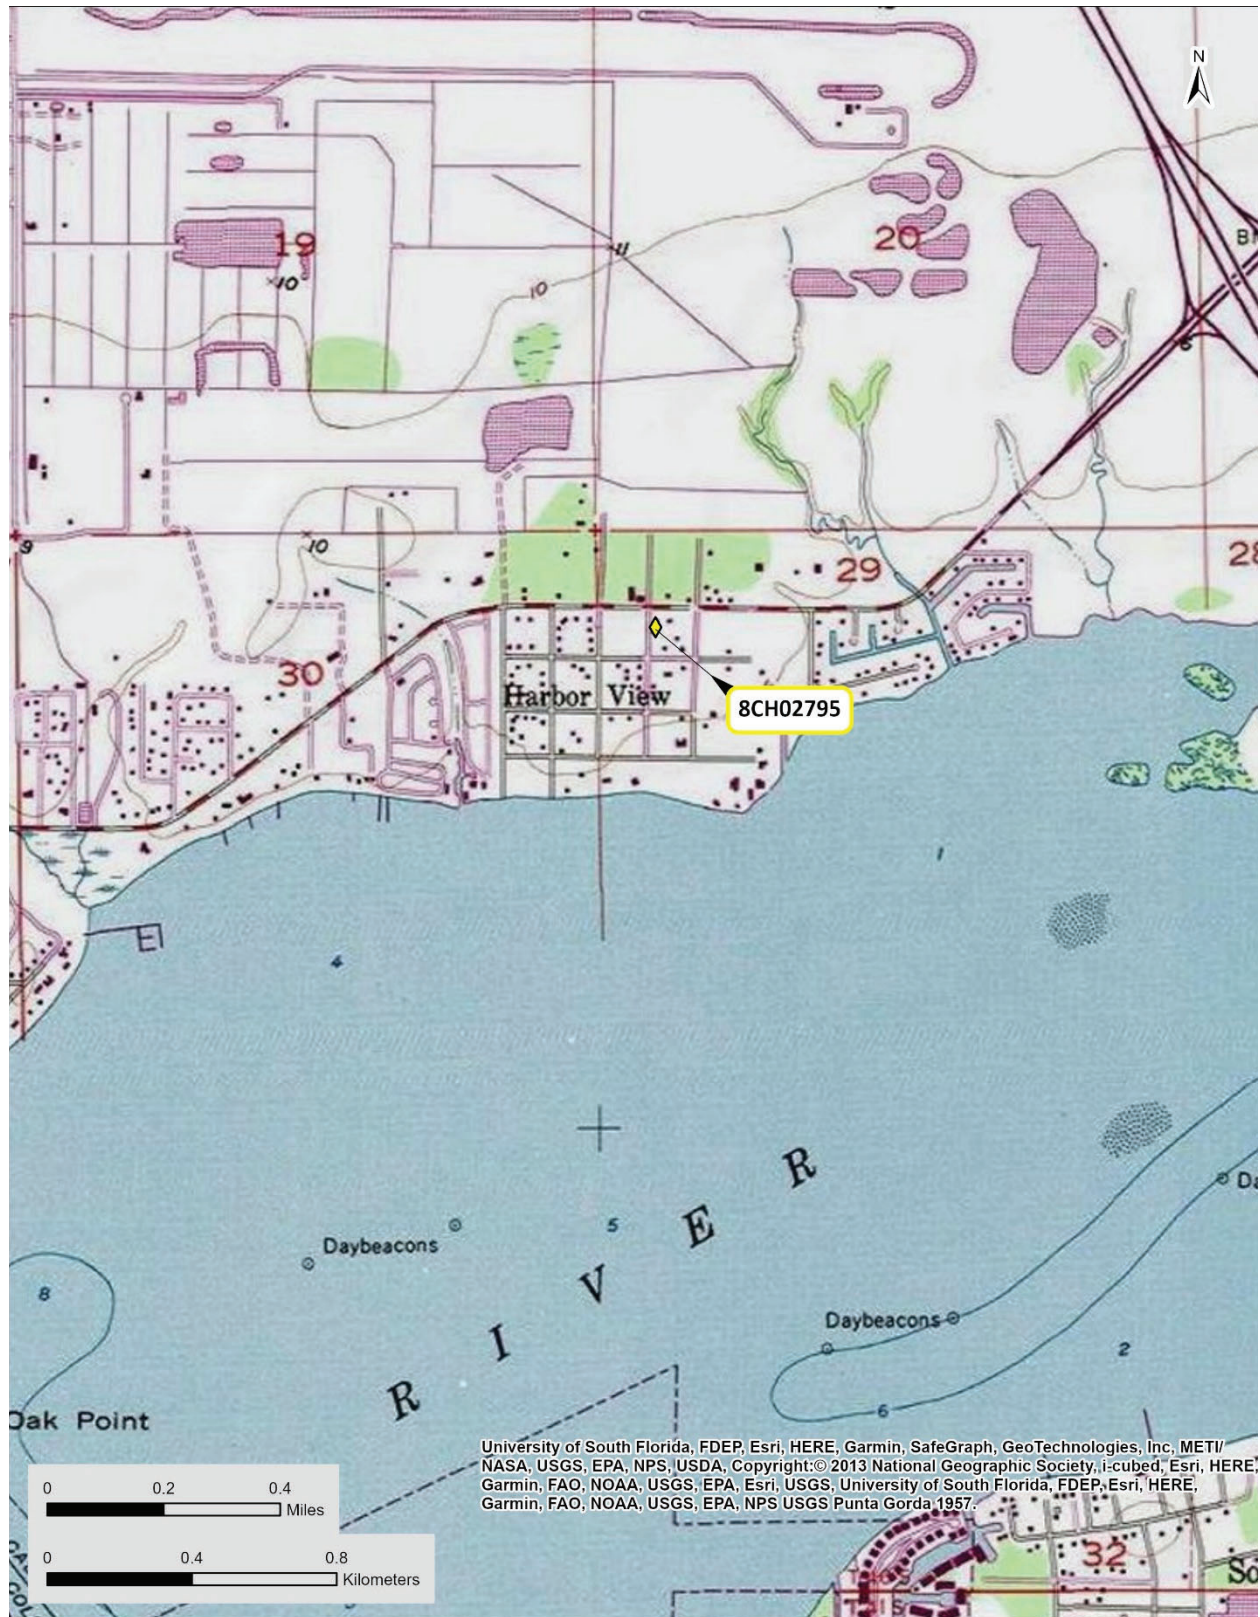 N
19
20
10
11
10
6
9
10
29
28
30
Harbor View
8CH02795
1
4
R I V E R
5
Daybeacons
8
Daybeacons
2
6
Oak Point
University of South Florida, FDEP, Esri, HERE, Garmin, SafeGraph, GeoTechnologies, Inc, METI/
NASA, USGS, EPA, NPS, USDA, Copyright:© 2013 National Geographic Society, i-cubed, Esri, HERE,
Garmin, FAO, NOAA, USGS, EPA, Esri, USGS, University of South Florida, FDEP, Esri, HERE,
Garmin, FAO, NOAA, USGS, EPA, NPS USGS Punta Gorda 1957.
0 0.2 0.4
Miles
0 0.4 0.8
Kilometers
32
So
T 41 S